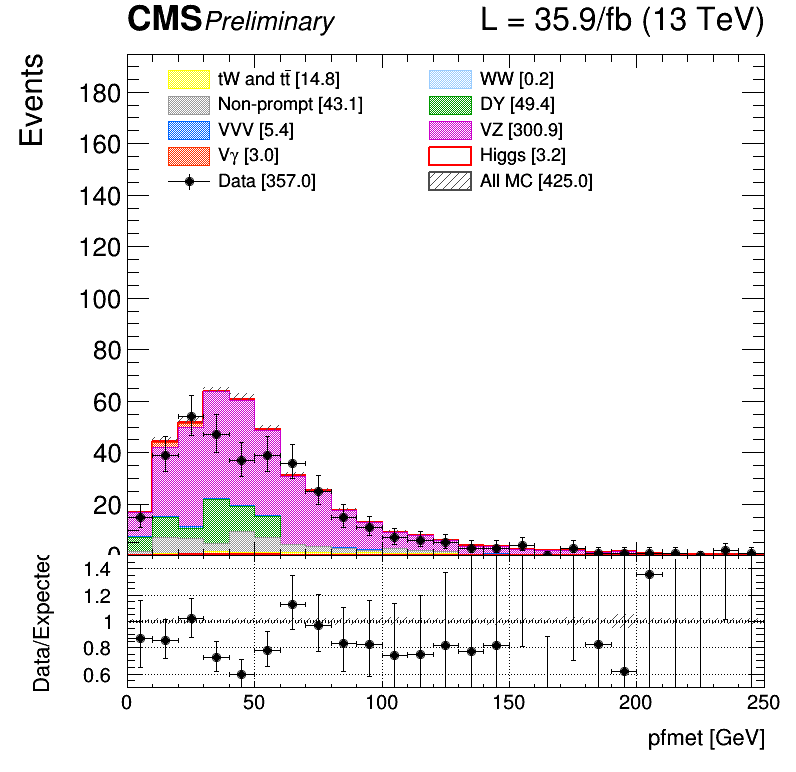 CMS Preliminary L = 35.9/fb (13 TeV)
Events
tW and tt̄ [14.8] WW [0.2]
Non-prompt [43.1] DY [49.4]
VVV [5.4] VZ [300.9]
Vγ [3.0] Higgs [3.2]
Data [357.0] All MC [425.0]
180
160
140
120
100
80
60
40
20
0
Data/Expected
1.4
1.2
1
0.8
0.6
0 50 100 150 200 250
pfmet [GeV]